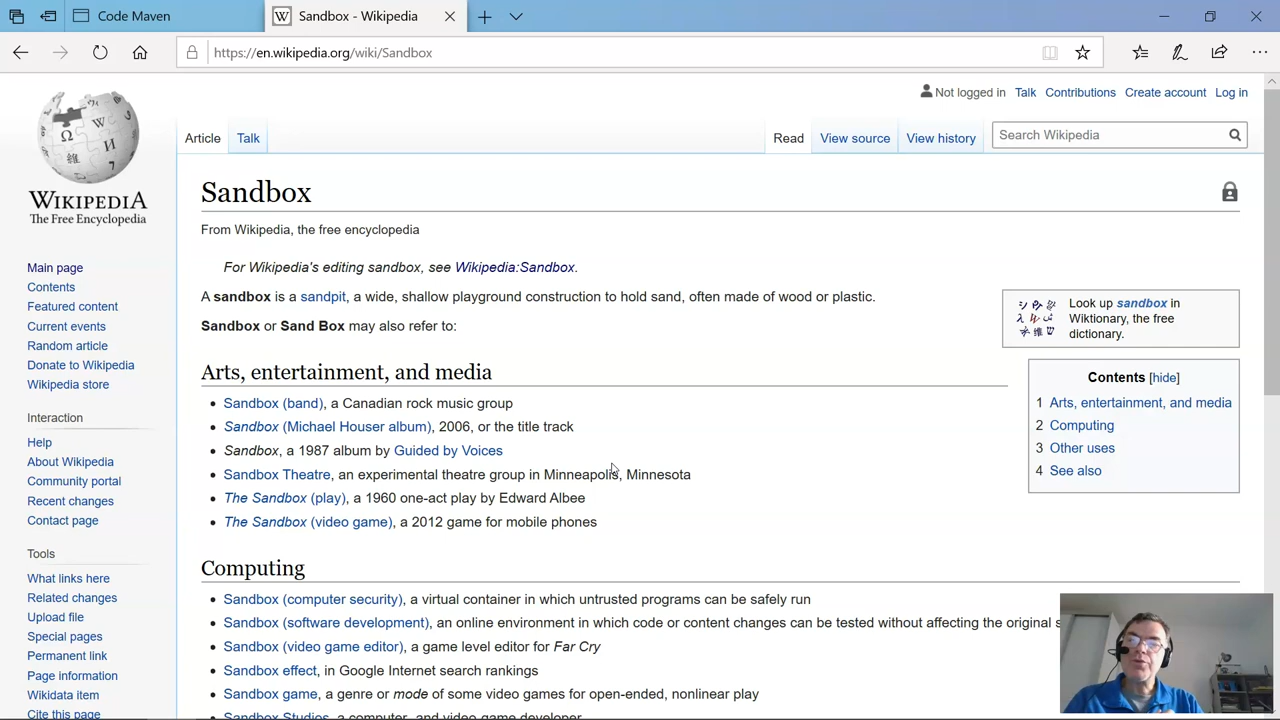 Code Maven
Sandbox - Wikipedia
https://en.wikipedia.org/wiki/Sandbox
Not logged in Talk Contributions Create account Log in
Article Talk Read View source View history Search Wikipedia
WIKIPEDIA
The Free Encyclopedia
Main page
Contents
Featured content
Current events
Random article
Donate to Wikipedia
Wikipedia store
Interaction
Help
About Wikipedia
Community portal
Recent changes
Contact page
Tools
What links here
Related changes
Upload file
Special pages
Permanent link
Page information
Wikidata item
Cite this page
Sandbox
From Wikipedia, the free encyclopedia
For Wikipedia's editing sandbox, see Wikipedia:Sandbox.
A sandbox is a sandpit, a wide, shallow playground construction to hold sand, often made of wood or plastic.
Sandbox or Sand Box may also refer to:
Look up sandbox in
Wiktionary, the free
dictionary.
Contents [hide]
1 Arts, entertainment, and media
2 Computing
3 Other uses
4 See also
Arts, entertainment, and media
Sandbox (band), a Canadian rock music group
Sandbox (Michael Houser album), 2006, or the title track
Sandbox, a 1987 album by Guided by Voices
Sandbox Theatre, an experimental theatre group in Minneapolis, Minnesota
The Sandbox (play), a 1960 one-act play by Edward Albee
The Sandbox (video game), a 2012 game for mobile phones
Computing
Sandbox (computer security), a virtual container in which untrusted programs can be safely run
Sandbox (software development), an online environment in which code or content changes can be tested without affecting the original s
Sandbox (video game editor), a game level editor for Far Cry
Sandbox effect, in Google Internet search rankings
Sandbox game, a genre or mode of some video games for open-ended, nonlinear play
Sandbox Studios, a computer, and video game developer